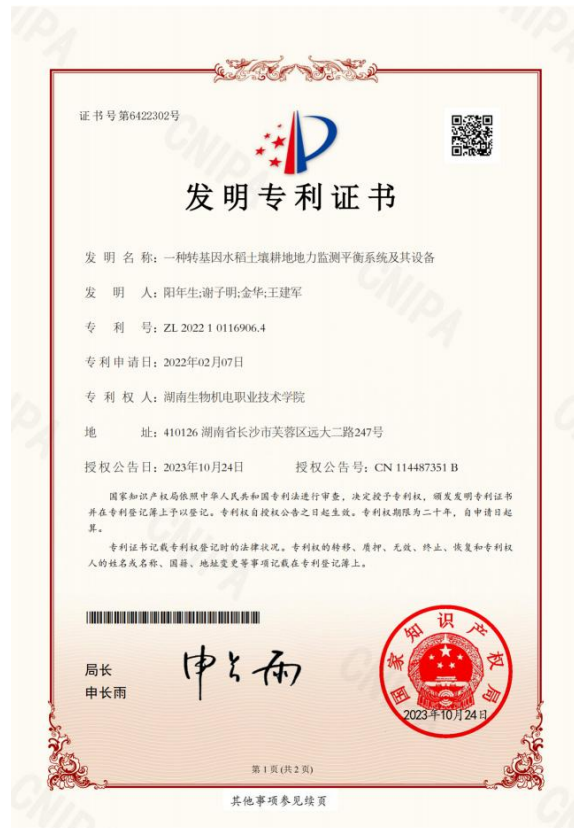 证书号第6422302号
发明专利证书
发明名称：一种转基因水稻土壤耕地地力监测平衡系统及其设备
发明人：阳年生;谢子明;金华;王建军
专利号：ZL 2022 1 0116906.4
专利申请日：2022年02月07日
专利权人：湖南生物机电职业技术学院
地址：410126 湖南省长沙市芙蓉区远大二路247号
授权公告日：2023年10月24日 授权公告号：CN 114487351 B
国家知识产权局依照中华人民共和国专利法进行审查，决定授予专利权，颁发发明专利证书
并在专利登记簿上予以登记。专利权自授权公告之日起生效。专利权期限为二十年，自申请日起
算。
专利证书记载专利权登记时的法律状况。专利权的转移、质押、无效、终止、恢复和专利权
人的姓名或名称、国籍、地址变更等事项记载在专利登记簿上。
局长
申长雨
申长雨
国家知识产权局
2023年10月24日
第1页(共2页)
其他事项参见续页
CNIPA
CNIPA
CNIPA
CNIPA